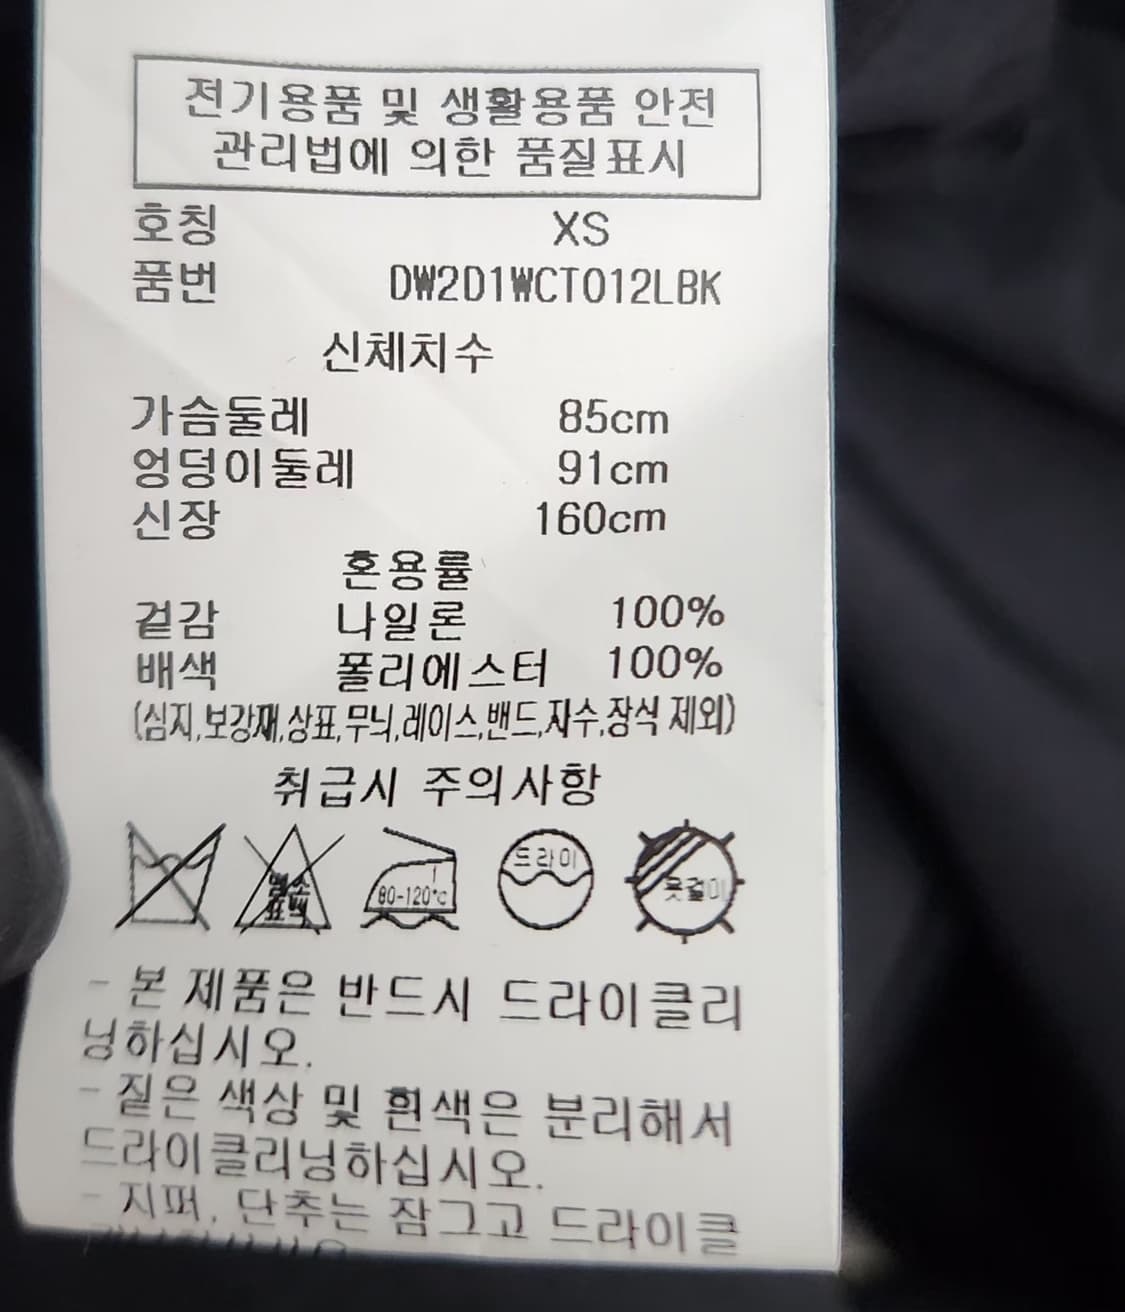 전기용품 및 생활용품 안전
관리법에 의한 품질표시
호칭 XS
품번 DW2D1WCT012LBK
신체치수
가슴둘레 85cm
엉덩이둘레 91cm
신장 160cm
혼용률
겉감 나일론 100%
배색 폴리에스터 100%
(심지,보강재,상표,무늬,레이스,밴드,자수,장식 제외)
취급시 주의사항
염소
표백
80-120℃
드라이
옷걸이
- 본 제품은 반드시 드라이클리
닝하십시오.
- 짙은 색상 및 흰색은 분리해서
드라이클리닝하십시오.
- 지퍼, 단추는 잠그고 드라이클